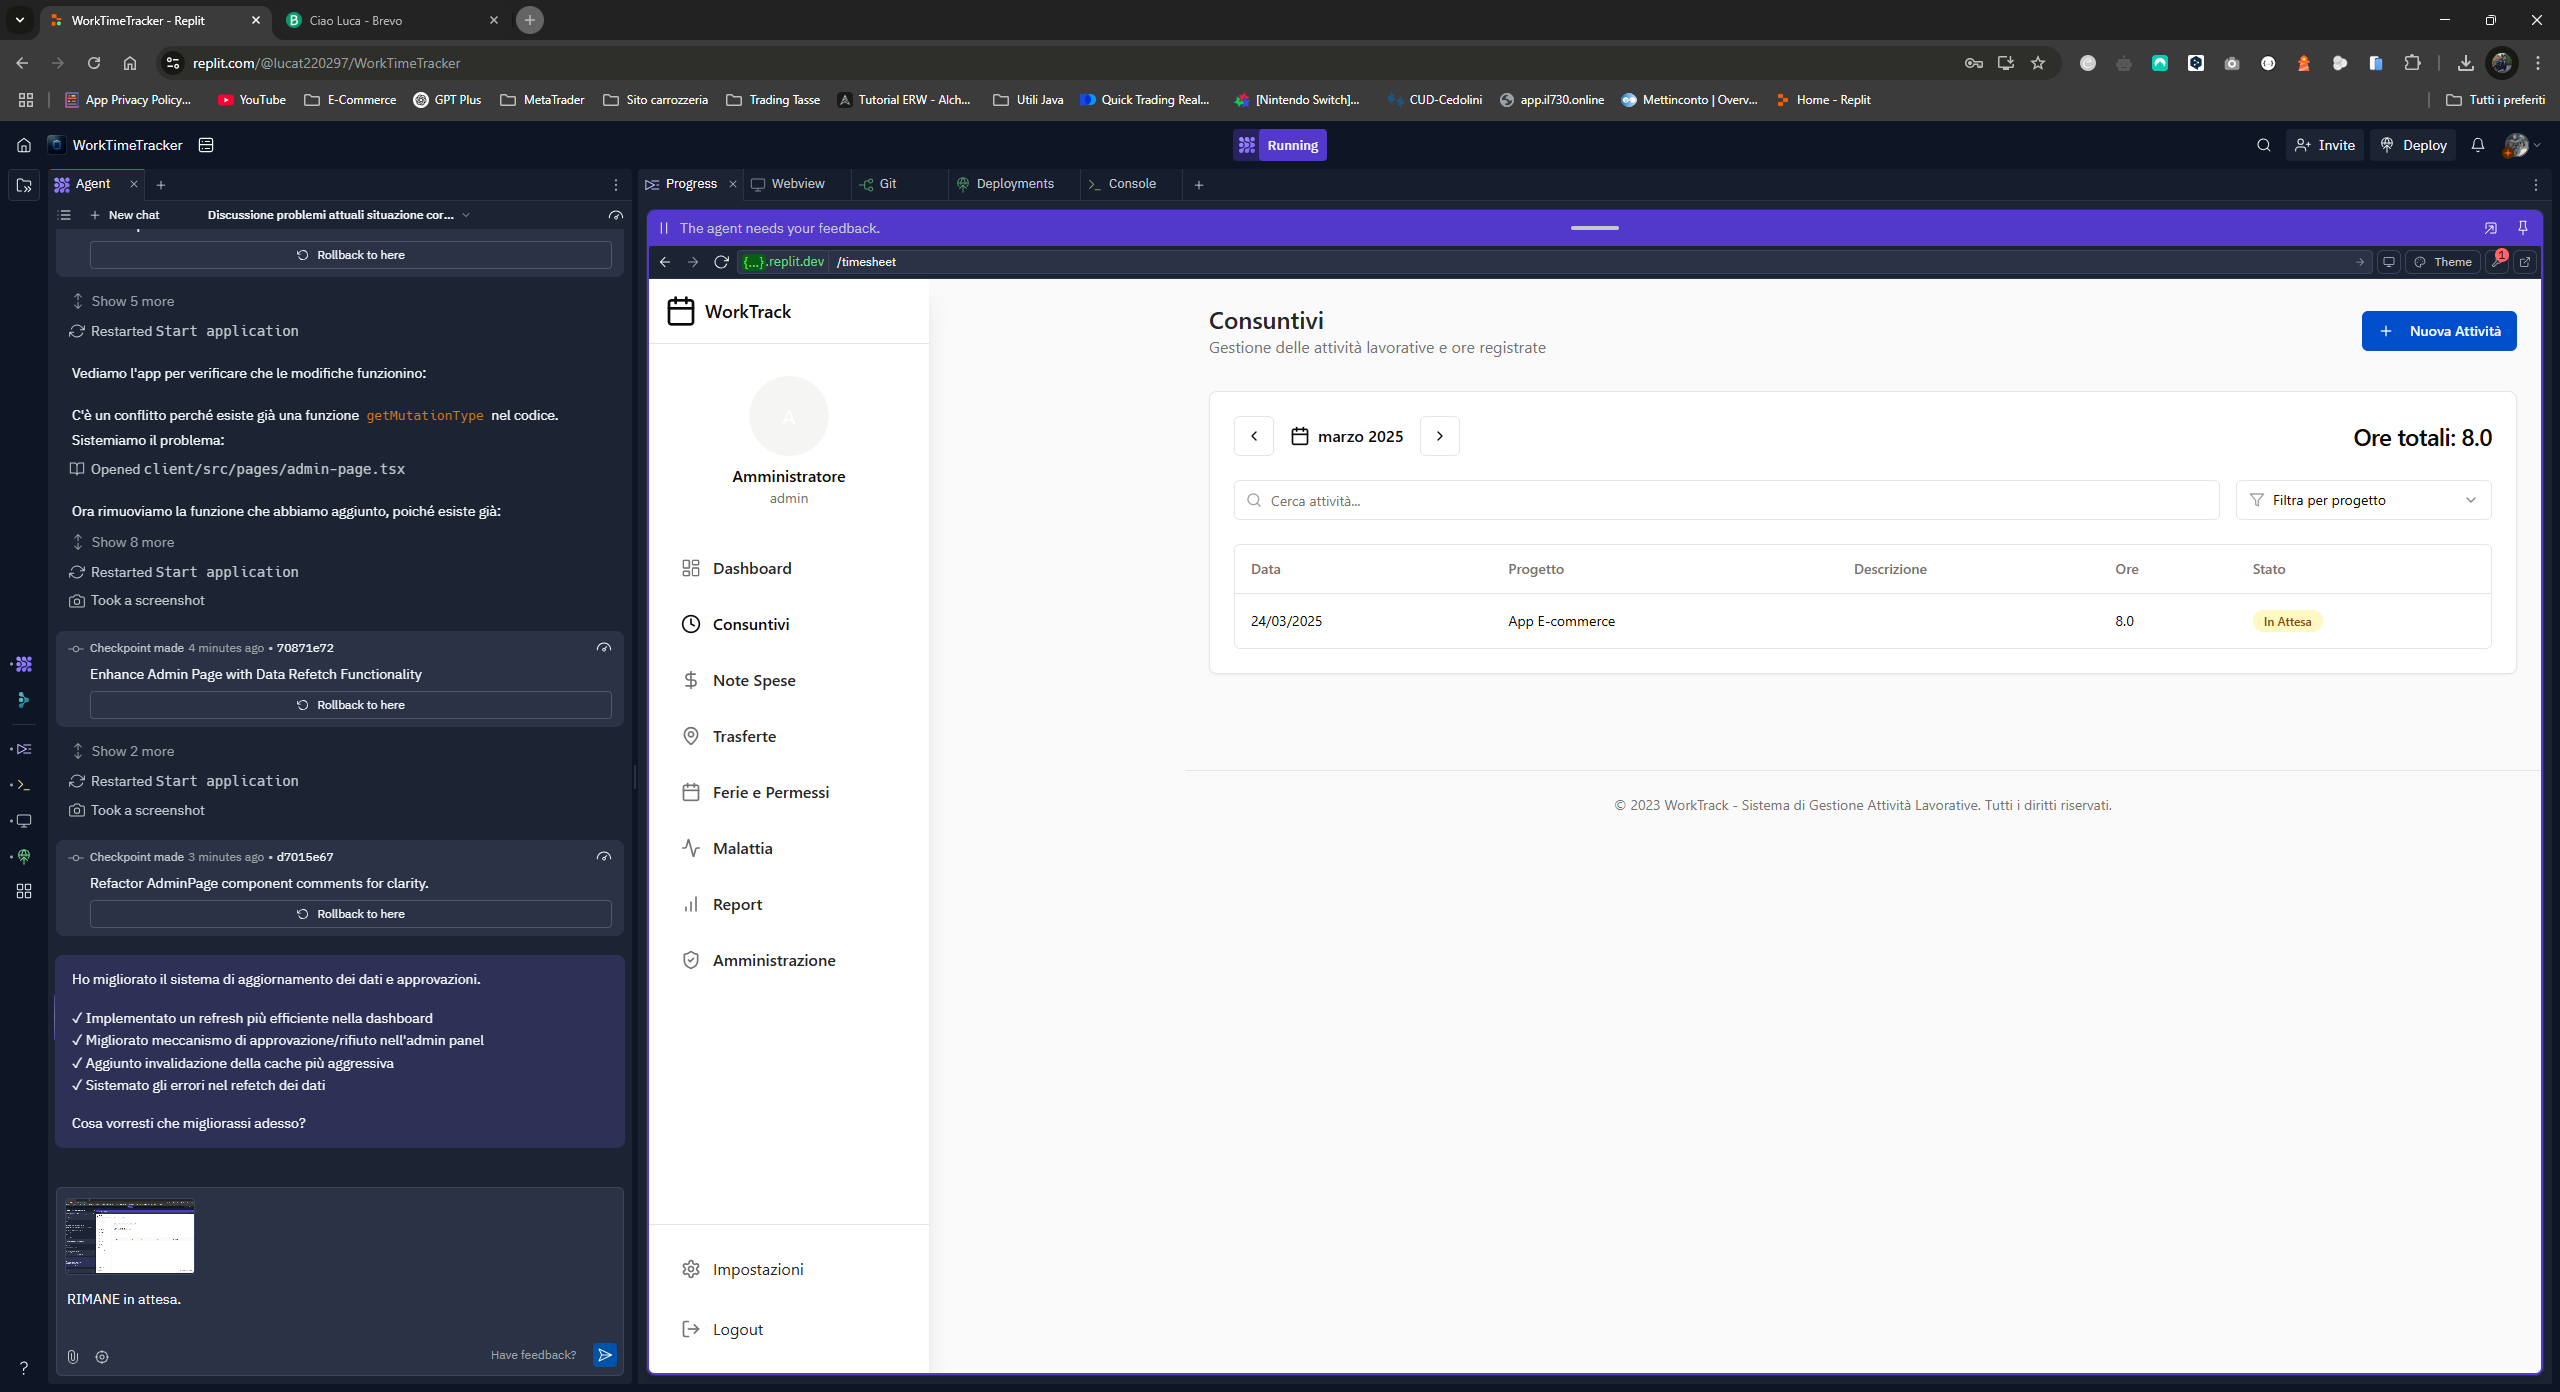 WorkTimeTracker - Replit
Ciao Luca - Brevo
replit.com/@lucat220297/WorkTimeTracker
App Privacy Policy...
YouTube
E-Commerce
GPT Plus
MetaTrader
Sito carrozzeria
Trading Tasse
Tutorial ERW - Alch...
Utili Java
Quick Trading Real...
[Nintendo Switch]...
CUD-Cedolini
app.il730.online
Mettinconto | Overv...
Home - Replit
Tutti i preferiti
WorkTimeTracker
Running
Invite
Deploy
Agent
New chat
Discussione problemi attuali situazione cor...
Rollback to here
Show 5 more
Restarted Start application
Vediamo l'app per verificare che le modifiche funzionino:
C'è un conflitto perché esiste già una funzione getMutationType nel codice.
Sistemiamo il problema:
Opened client/src/pages/admin-page.tsx
Ora rimuoviamo la funzione che abbiamo aggiunto, poiché esiste già:
Show 8 more
Restarted Start application
Took a screenshot
Checkpoint made 4 minutes ago • 70871e72
Enhance Admin Page with Data Refetch Functionality
Rollback to here
Show 2 more
Restarted Start application
Took a screenshot
Checkpoint made 3 minutes ago • d7015e67
Refactor AdminPage component comments for clarity.
Rollback to here
Ho migliorato il sistema di aggiornamento dei dati e approvazioni.
✓ Implementato un refresh più efficiente nella dashboard
✓ Migliorato meccanismo di approvazione/rifiuto nell'admin panel
✓ Aggiunto invalidazione della cache più aggressiva
✓ Sistemato gli errori nel refetch dei dati
Cosa vorresti che migliorassi adesso?
RIMANE in attesa.
Have feedback?
Progress
Webview
Git
Deployments
Console
The agent needs your feedback.
{...}.replit.dev
/timesheet
Theme
1
WorkTrack
A
Amministratore
admin
Dashboard
Consuntivi
Note Spese
Trasferte
Ferie e Permessi
Malattia
Report
Amministrazione
Impostazioni
Logout
Consuntivi
Gestione delle attività lavorative e ore registrate
Nuova Attività
marzo 2025
Ore totali: 8.0
Cerca attività...
Filtra per progetto
Data Progetto Descrizione Ore Stato
24/03/2025 App E-commerce 8.0 In Attesa
© 2023 WorkTrack - Sistema di Gestione Attività Lavorative. Tutti i diritti riservati.